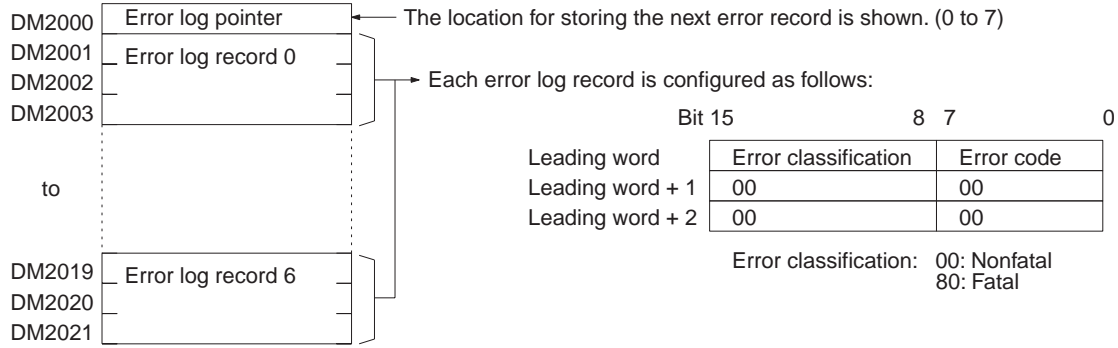 DM2000 Error log pointer The location for storing the next error record is shown. (0 to 7)
DM2001 Error log record 0
DM2002 Each error log record is configured as follows:
DM2003
Bit 15 8 7 0
Leading word Error classification Error code
to Leading word + 1 00 00
Leading word + 2 00 00
Error classification: 00: Nonfatal
80: Fatal
DM2019 Error log record 6
DM2020
DM2021